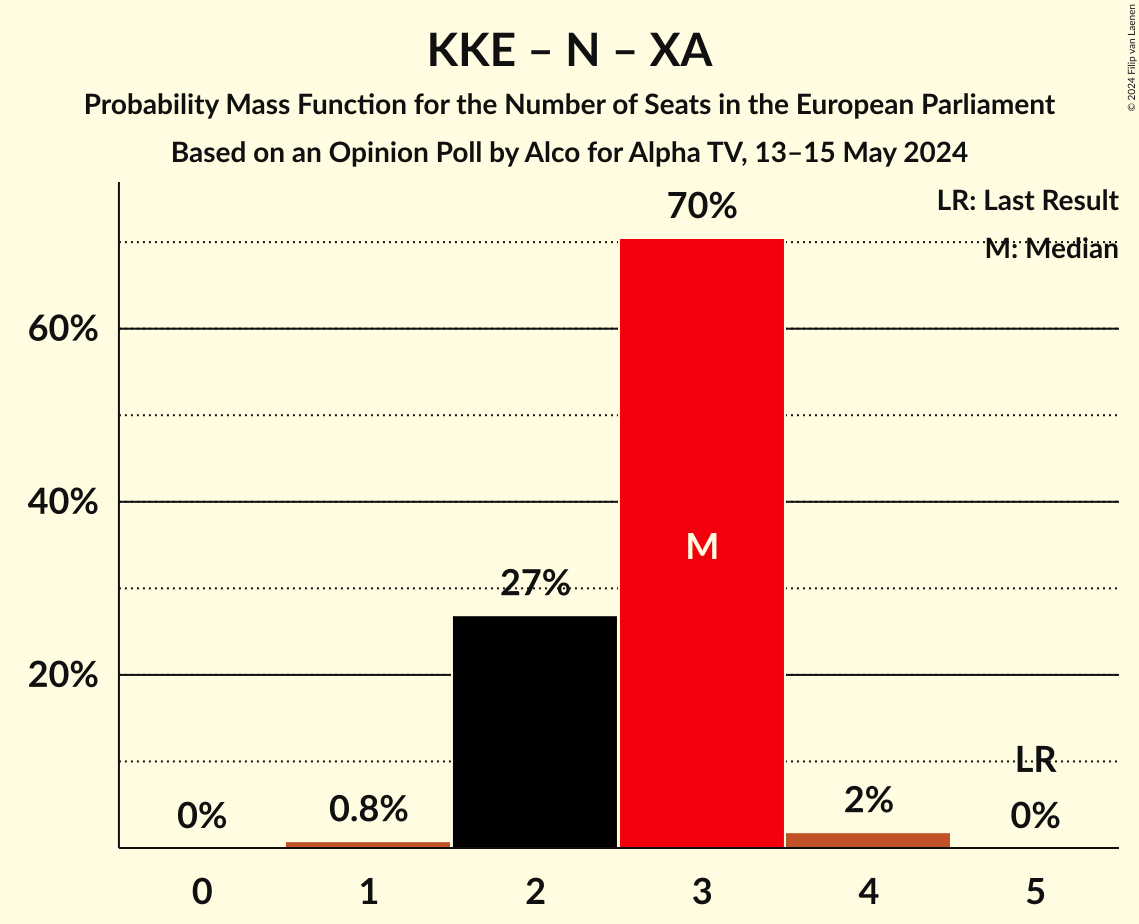 KKE – N – XA
Probability Mass Function for the Number of Seats in the European Parliament
Based on an Opinion Poll by Alco for Alpha TV, 13–15 May 2024
© 2024 Filip van Laenen
LR: Last Result
M: Median
60%
40%
20%
0%
0.8%
27%
70%
M
2%
LR
0%
0 1 2 3 4 5